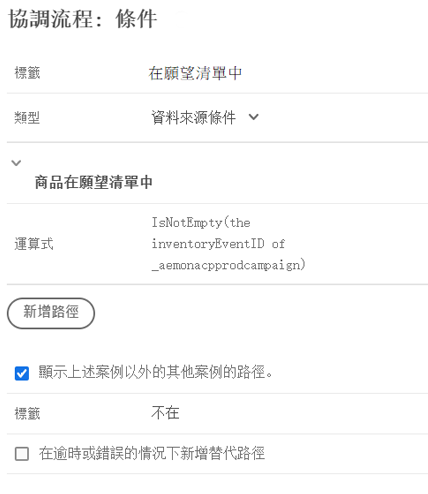 協調流程: 條件
標籤 在願望清單中
類型 資料來源條件
商品在願望清單中
運算式 IsNotEmpty(the
inventoryEventID of
_aemonacpprodcampaign)
新增路徑
顯示上述案例以外的其他案例的路徑。
標籤 不在
在逾時或錯誤的情況下新增替代路徑